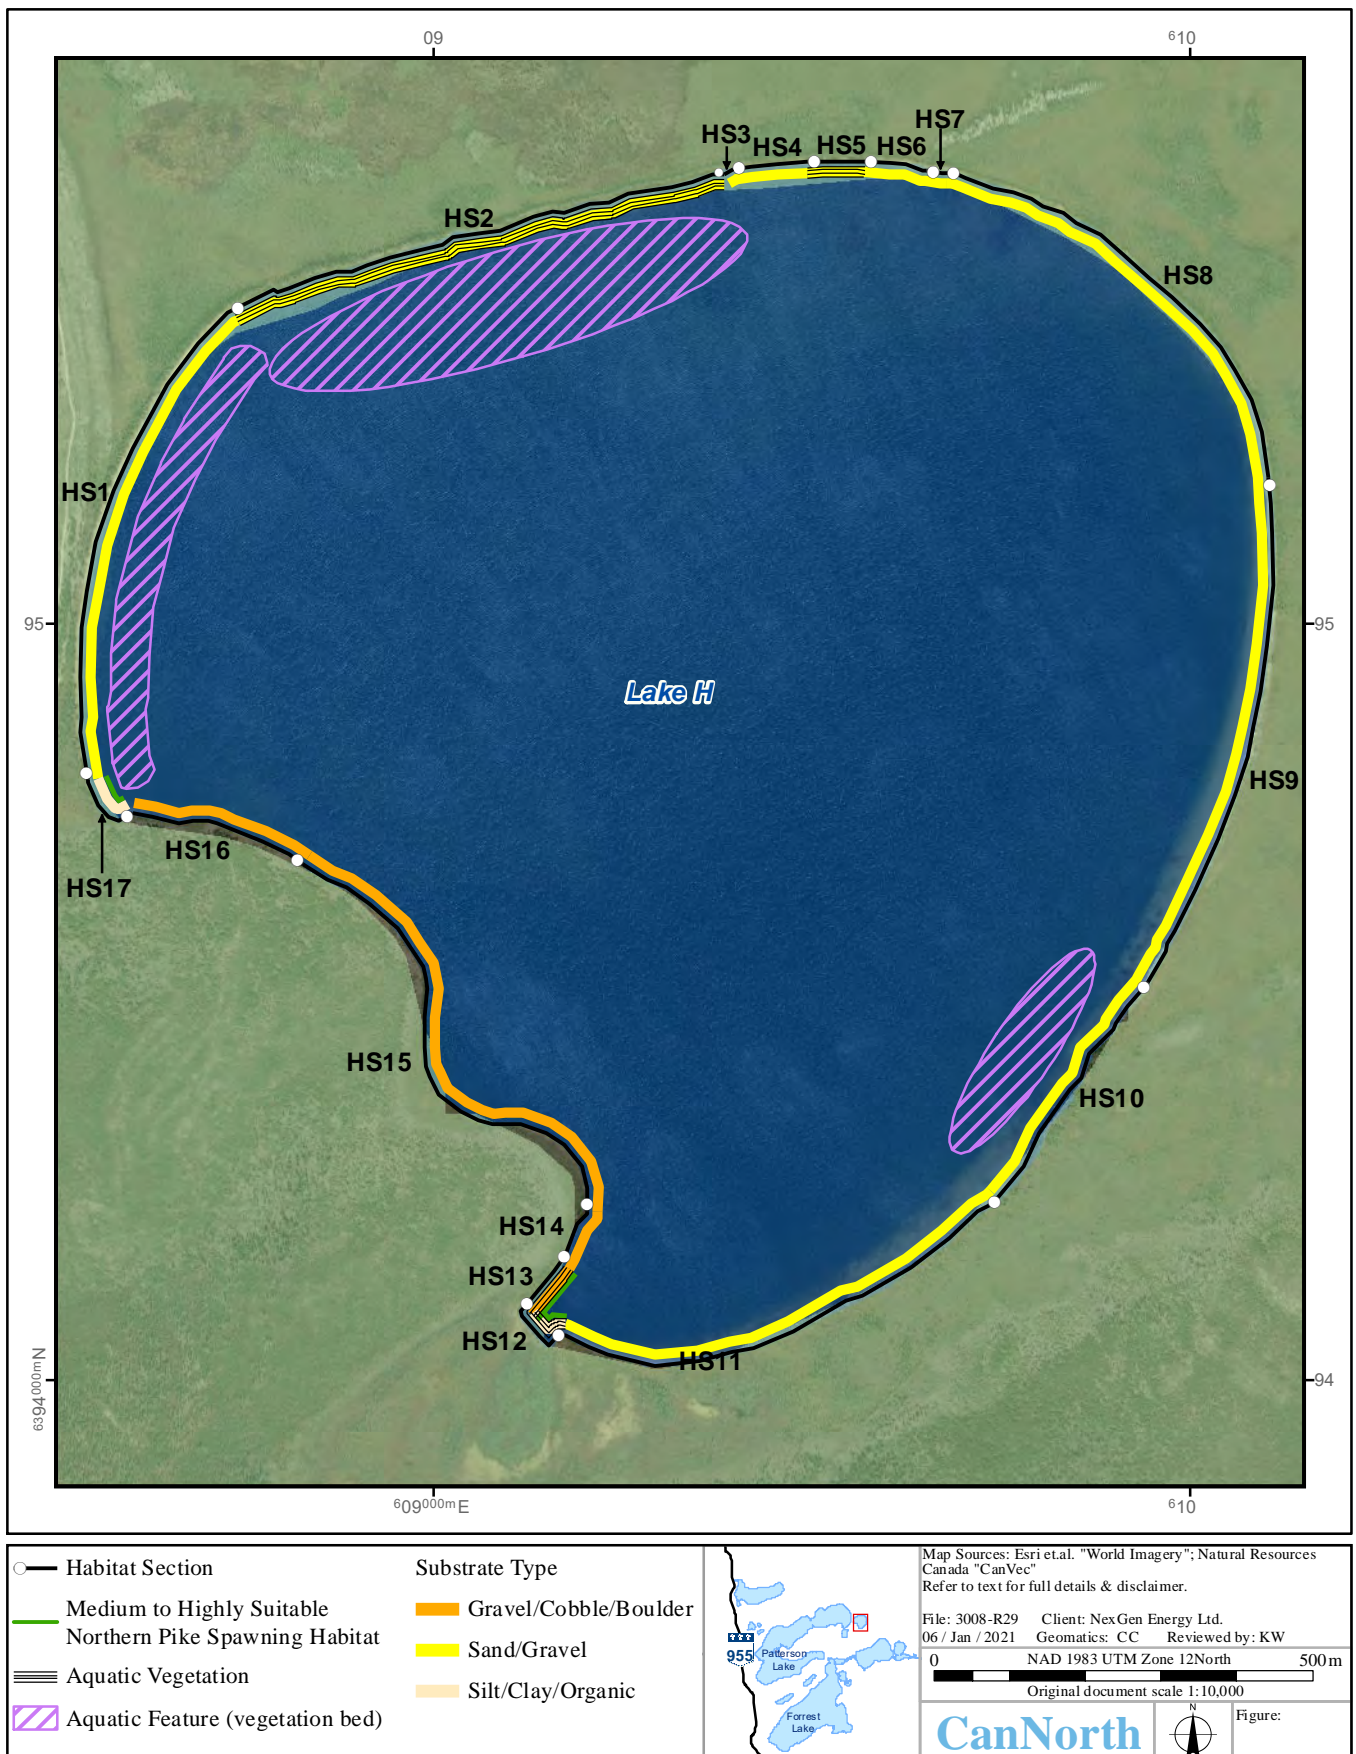 09
610
HS3
HS4
HS5
HS6
HS7
HS2
HS8
HS1
95
95
Lake H
HS9
HS16
HS17
HS15
HS10
HS14
HS13
HS12
HS11
6394000mN
94
609000mE
610
Habitat Section
Medium to Highly Suitable
Northern Pike Spawning Habitat
Aquatic Vegetation
Aquatic Feature (vegetation bed)
Substrate Type
Gravel/Cobble/Boulder
Sand/Gravel
Silt/Clay/Organic
955
Patterson
Lake
Forrest
Lake
Map Sources: Esri et.al. "World Imagery"; Natural Resources
Canada "CanVec"
Refer to text for full details & disclaimer.
File: 3008-R29 Client: NexGen Energy Ltd.
06 / Jan / 2021 Geomatics: CC Reviewed by: KW
0 NAD 1983 UTM Zone 12North 500m
Original document scale 1:10,000
CanNorth
N
Figure: